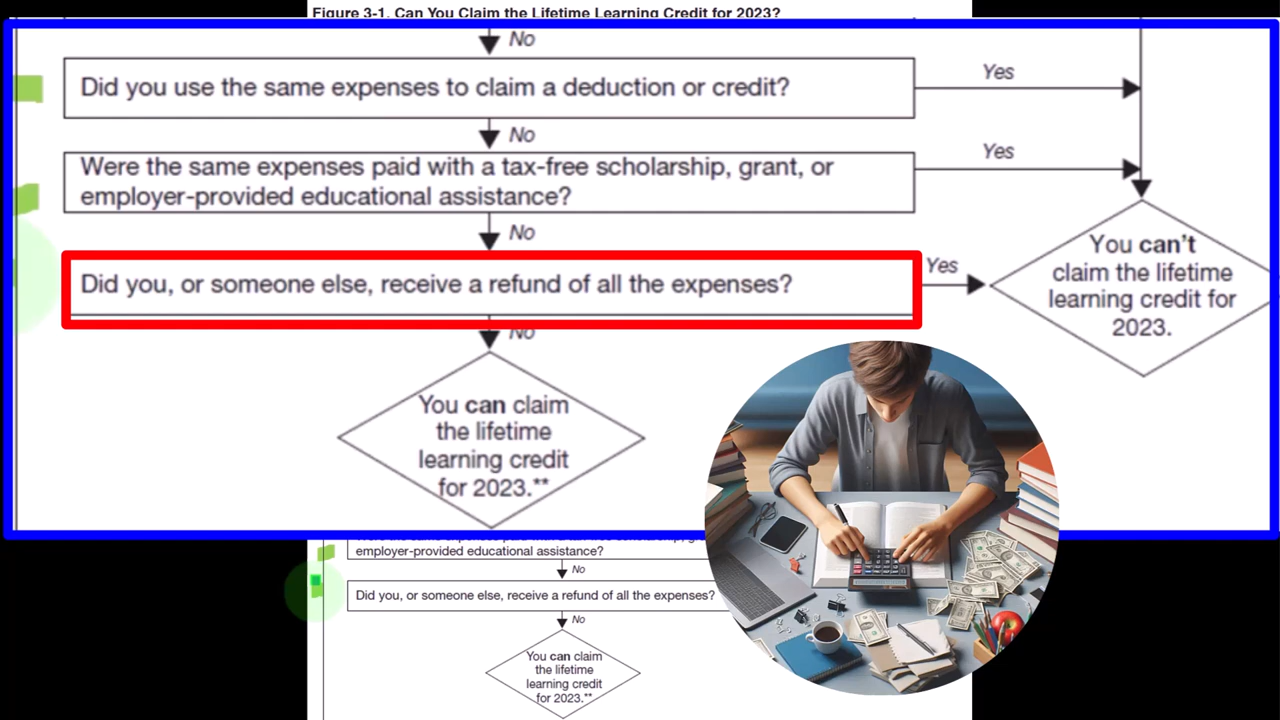 Figure 3-1. Can You Claim the Lifetime Learning Credit for 2023?
No
Did you use the same expenses to claim a deduction or credit?
Yes
No
Were the same expenses paid with a tax-free scholarship, grant, or
employer-provided educational assistance?
Yes
No
Did you, or someone else, receive a refund of all the expenses?
Yes
You can't
claim the lifetime
learning credit for
2023.
No
You can claim
the lifetime
learning credit
for 2023.**
employer-provided educational assistance?
No
Did you, or someone else, receive a refund of all the expenses?
No
You can claim
the lifetime
learning credit
for 2023.**